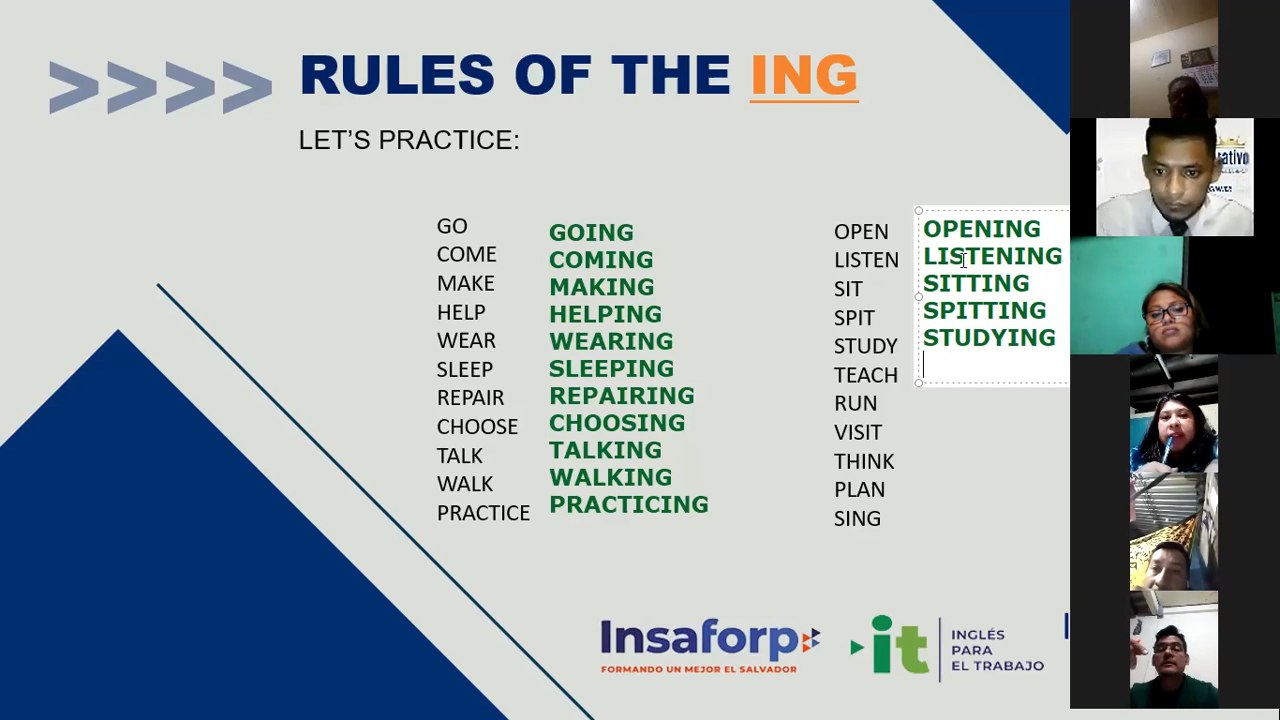 >>>> RULES OF THE ING
LET'S PRACTICE:
GO
COME
MAKE
HELP
WEAR
SLEEP
REPAIR
CHOOSE
TALK
WALK
PRACTICE
GOING
COMING
MAKING
HELPING
WEARING
SLEEPING
REPAIRING
CHOOSING
TALKING
WALKING
PRACTICING
OPEN
LISTEN
SIT
SPIT
STUDY
TEACH
RUN
VISIT
THINK
PLAN
SING
OPENING
LISTENING
SITTING
SPITTING
STUDYING
Insaforp
FORMANDO UN MEJOR EL SALVADOR
it
INGLÉS
PARA
EL TRABAJO